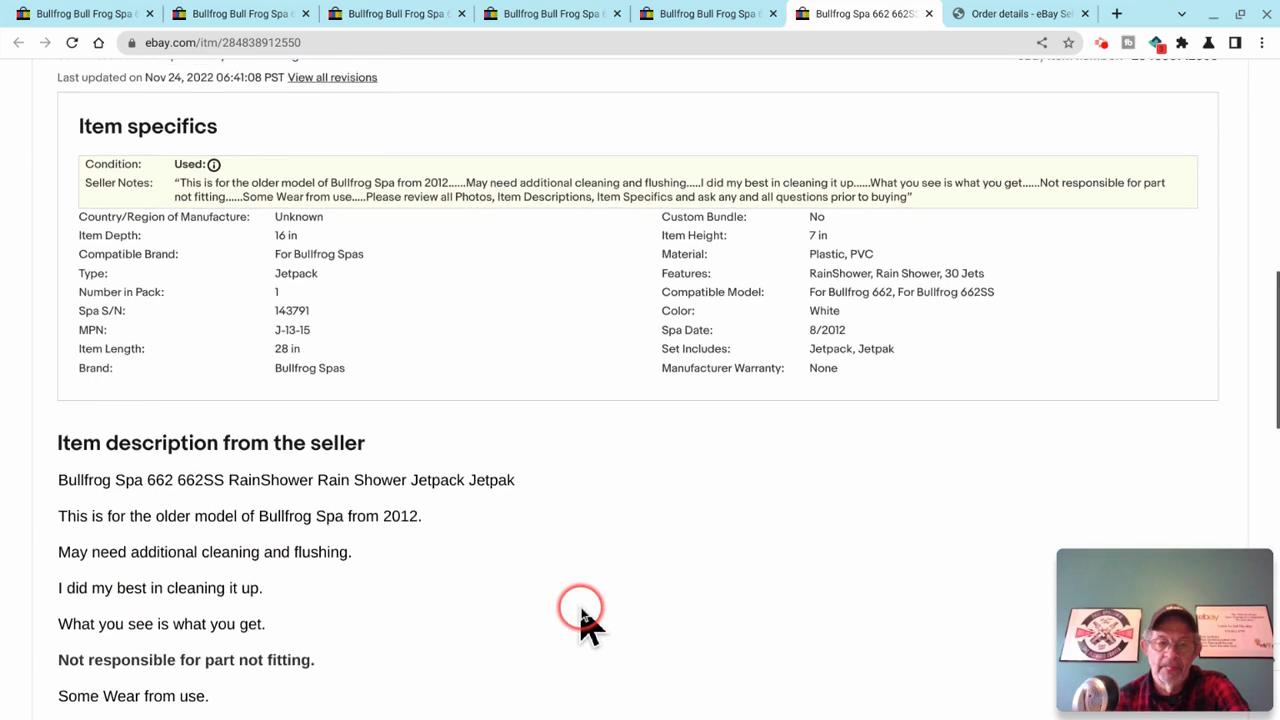 Bullfrog Spa 6
Bullfrog Spa 6
Bullfrog Spa 6
Bullfrog Bull Spa 6
Bullfrog Bull Spa 6
Bullfrog Spa 662 662S
Order details - eBay Sel
ebay.com/itm/284838912550
Last updated on Nov 24, 2022 06:41:08 PST View all revisions
Item specifics
Condition: Used:
Seller Notes: “This is for the older model of Bullfrog Spa from 2012......May need additional cleaning and flushing.....I did my best in cleaning it up......What you see is what you get......Not responsible for part
not fitting......Some Wear from use.....Please review all Photos, Item Descriptions, Item Specifics and ask any and all questions prior to buying”
Country/Region of Manufacture: Unknown Custom Bundle: No
Item Depth: 16 in Item Height: 7 in
Compatible Brand: For Bullfrog Spas Material: Plastic, PVC
Type: Jetpack Features: RainShower, Rain Shower, 30 Jets
Number in Pack: 1 Compatible Model: For Bullfrog 662, For Bullfrog 662SS
Spa S/N: 143791 Color: White
MPN: J-13-15 Spa Date: 8/2012
Item Length: 28 in Set Includes: Jetpack, Jetpak
Brand: Bullfrog Spas Manufacturer Warranty: None
Item description from the seller
Bullfrog Spa 662 662SS RainShower Rain Shower Jetpack Jetpak
This is for the older model of Bullfrog Spa from 2012.
May need additional cleaning and flushing.
I did my best in cleaning it up.
What you see is what you get.
Not responsible for part not fitting.
Some Wear from use.
ebay